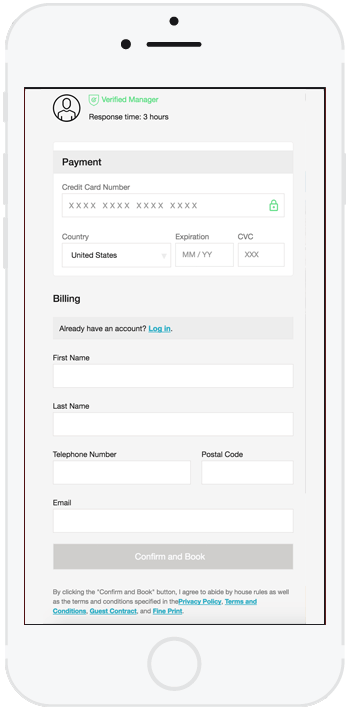 Verified Manager
Response time: 3 hours
Payment
Credit Card Number
XXXX XXXX XXXX XXXX
Country Expiration CVC
United States MM / YY XXX
Billing
Already have an account? Log in.
First Name
Last Name
Telephone Number Postal Code
Email
Confirm and Book
By clicking the "Confirm and Book" button, I agree to abide by house rules as well
as the terms and conditions specified in thePrivacy Policy, Terms and
Conditions, Guest Contract, and Fine Print.